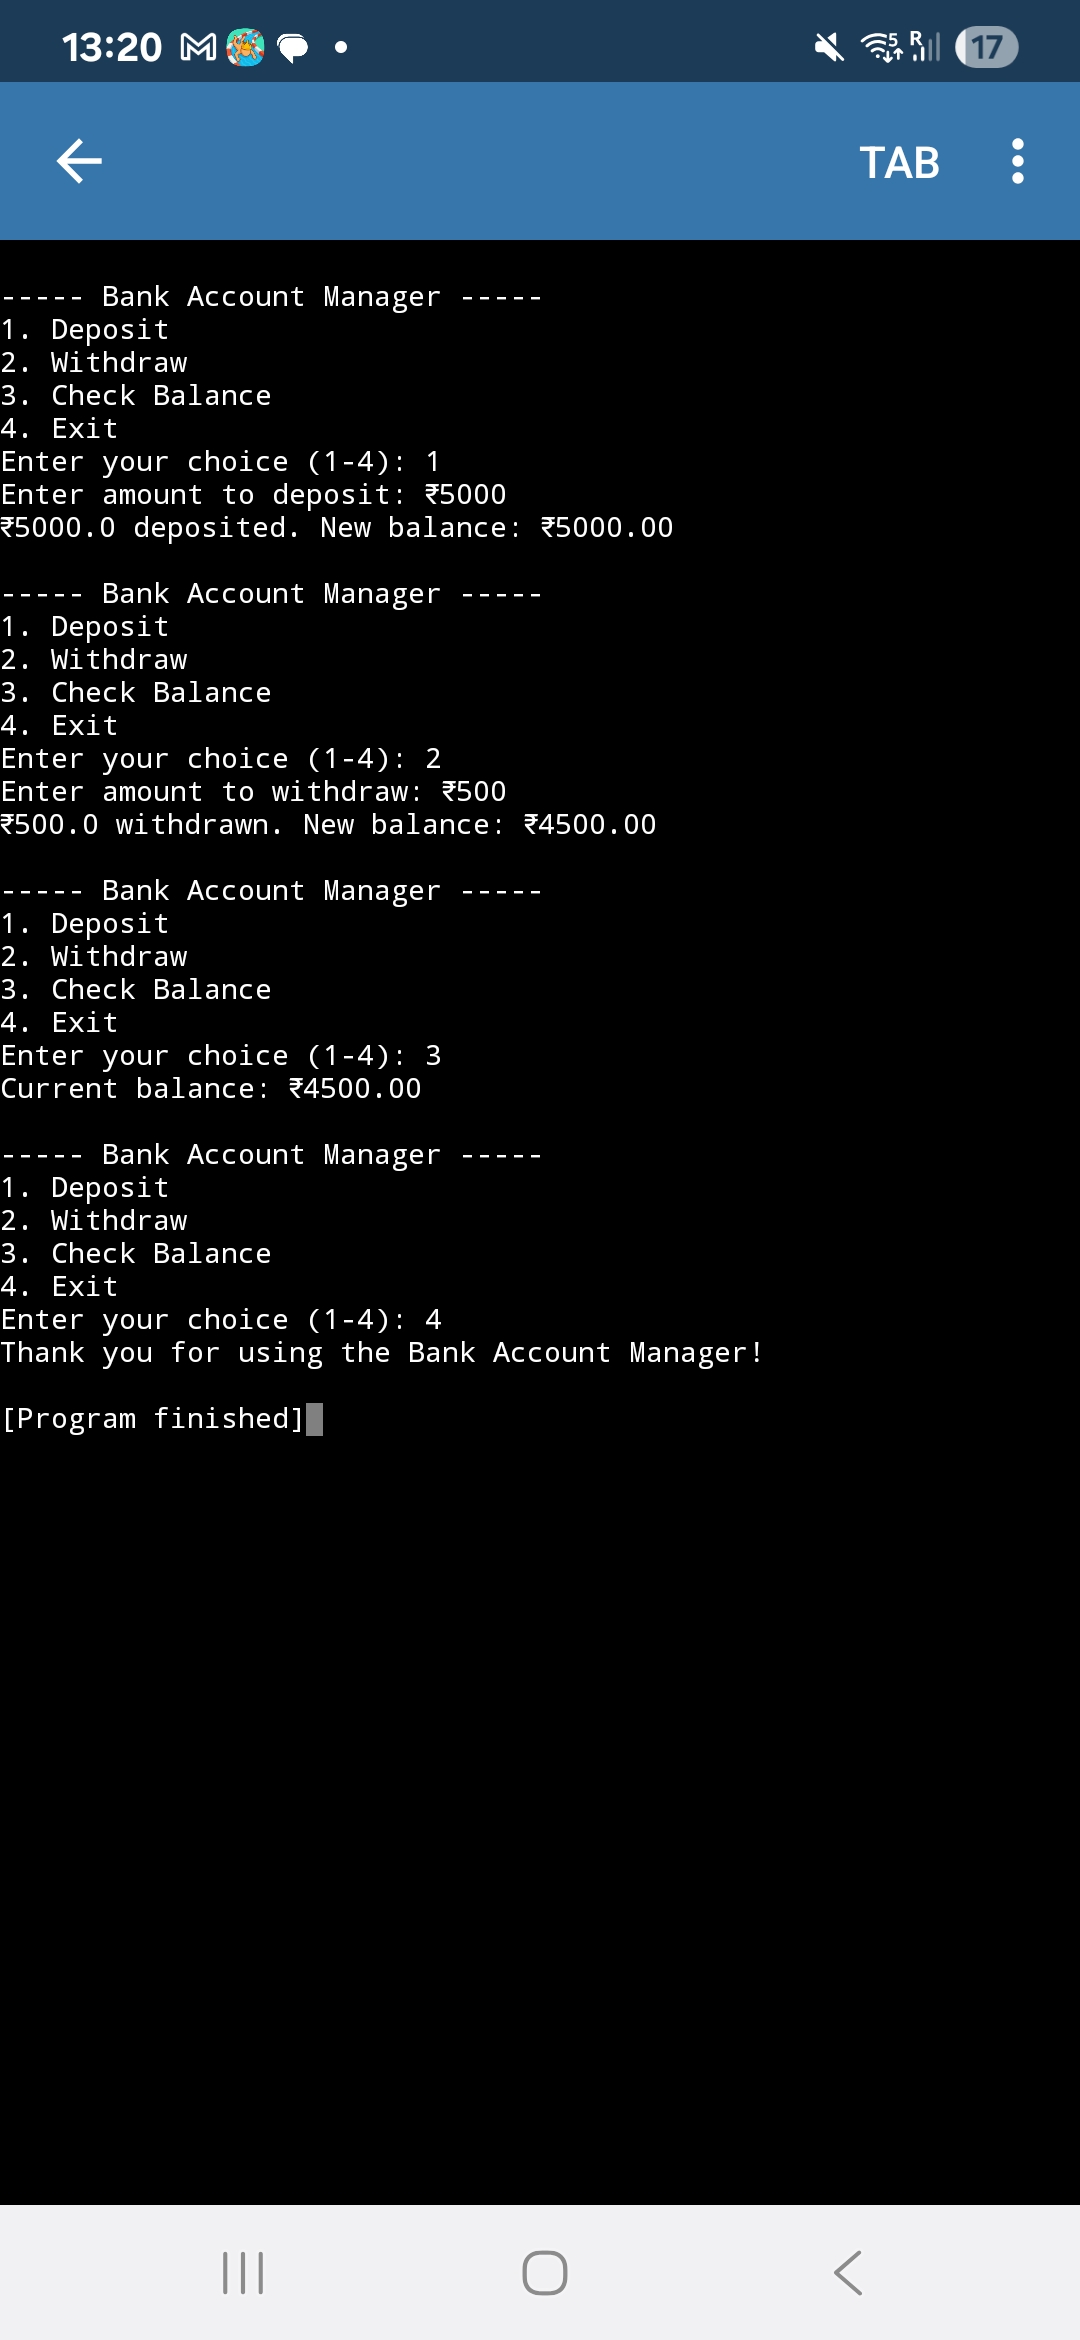 13:20
5
R
17
TAB
----- Bank Account Manager -----
1. Deposit
2. Withdraw
3. Check Balance
4. Exit
Enter your choice (1-4): 1
Enter amount to deposit: ₹5000
₹5000.0 deposited. New balance: ₹5000.00
----- Bank Account Manager -----
1. Deposit
2. Withdraw
3. Check Balance
4. Exit
Enter your choice (1-4): 2
Enter amount to withdraw: ₹500
₹500.0 withdrawn. New balance: ₹4500.00
----- Bank Account Manager -----
1. Deposit
2. Withdraw
3. Check Balance
4. Exit
Enter your choice (1-4): 3
Current balance: ₹4500.00
----- Bank Account Manager -----
1. Deposit
2. Withdraw
3. Check Balance
4. Exit
Enter your choice (1-4): 4
Thank you for using the Bank Account Manager!
[Program finished]